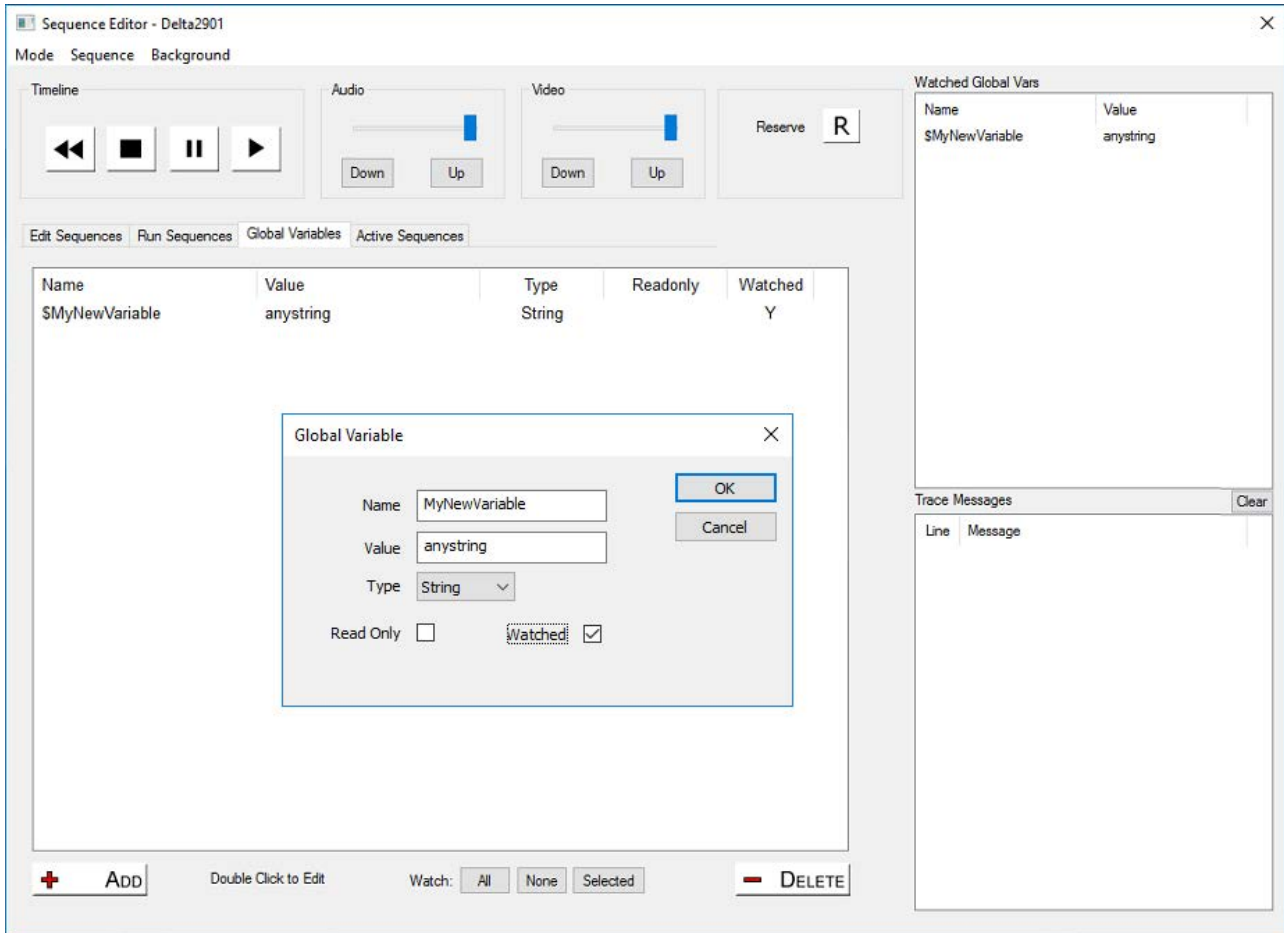 Sequence Editor - Delta2901
Mode Sequence Background
Timeline
Audio
Down Up
Video
Down Up
Reserve R
Edit Sequences Run Sequences Global Variables Active Sequences
Name Value Type Readonly Watched
$MyNewVariable anystring String Y
Global Variable
Name MyNewVariable
Value anystring
Type String
Read Only Watched
OK
Cancel
ADD Double Click to Edit Watch: All None Selected DELETE
Watched Global Vars
Name Value
$MyNewVariable anystring
Trace Messages Clear
Line Message